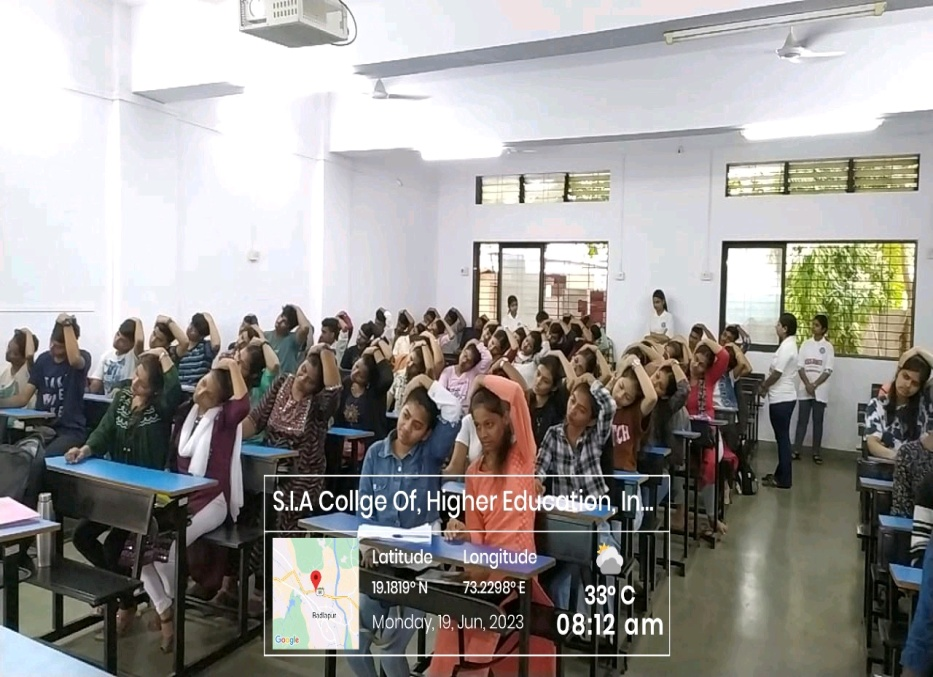 S.I.A Collge Of, Higher Education, In...
Latitude Longitude
19.1819° N 73.2298° E 33° C
Monday, 19, Jun, 2023 08:12 am
Badlapur
Google